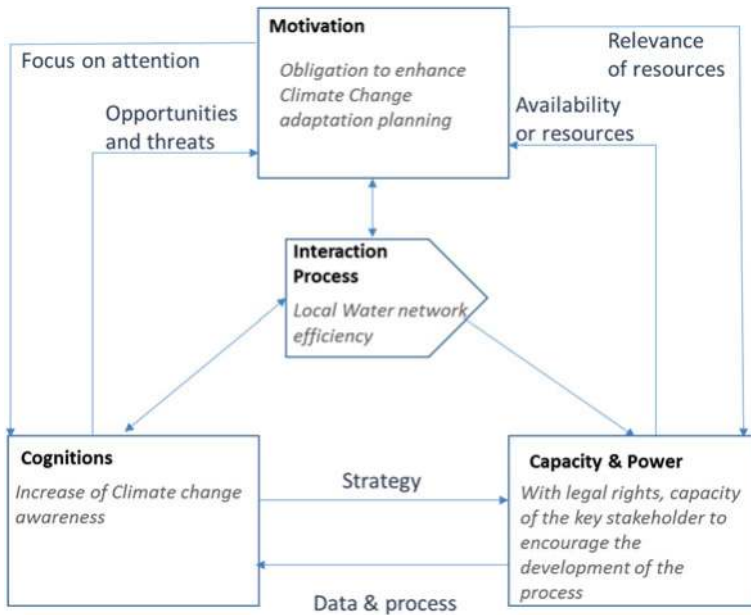 Motivation
Obligation to enhance
Climate Change
adaptation planning
Focus on attention
Relevance
of resources
Opportunities
and threats
Availability
or resources
Interaction
Process
Local Water network
efficiency
Cognitions
Increase of Climate change
awareness
Strategy
Capacity & Power
With legal rights, capacity
of the key stakeholder to
encourage the
development of the
process
Data & process